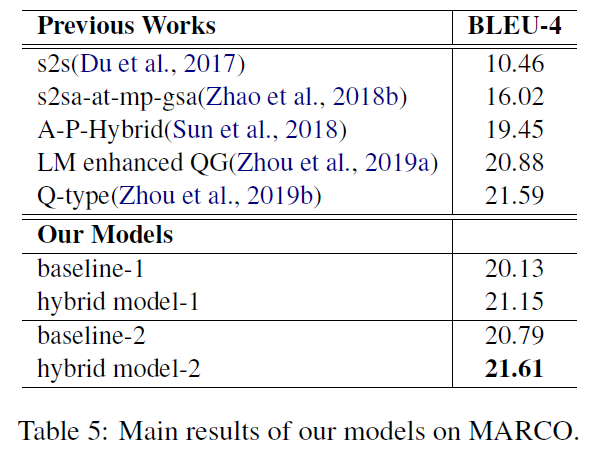 Previous Works BLEU-4
s2s(Du et al., 2017) 10.46
s2sa-at-mp-gsa(Zhao et al., 2018b) 16.02
A-P-Hybrid(Sun et al., 2018) 19.45
LM enhanced QG(Zhou et al., 2019a) 20.88
Q-type(Zhou et al., 2019b) 21.59
Our Models
baseline-1 20.13
hybrid model-1 21.15
baseline-2 20.79
hybrid model-2 21.61
Table 5: Main results of our models on MARCO.